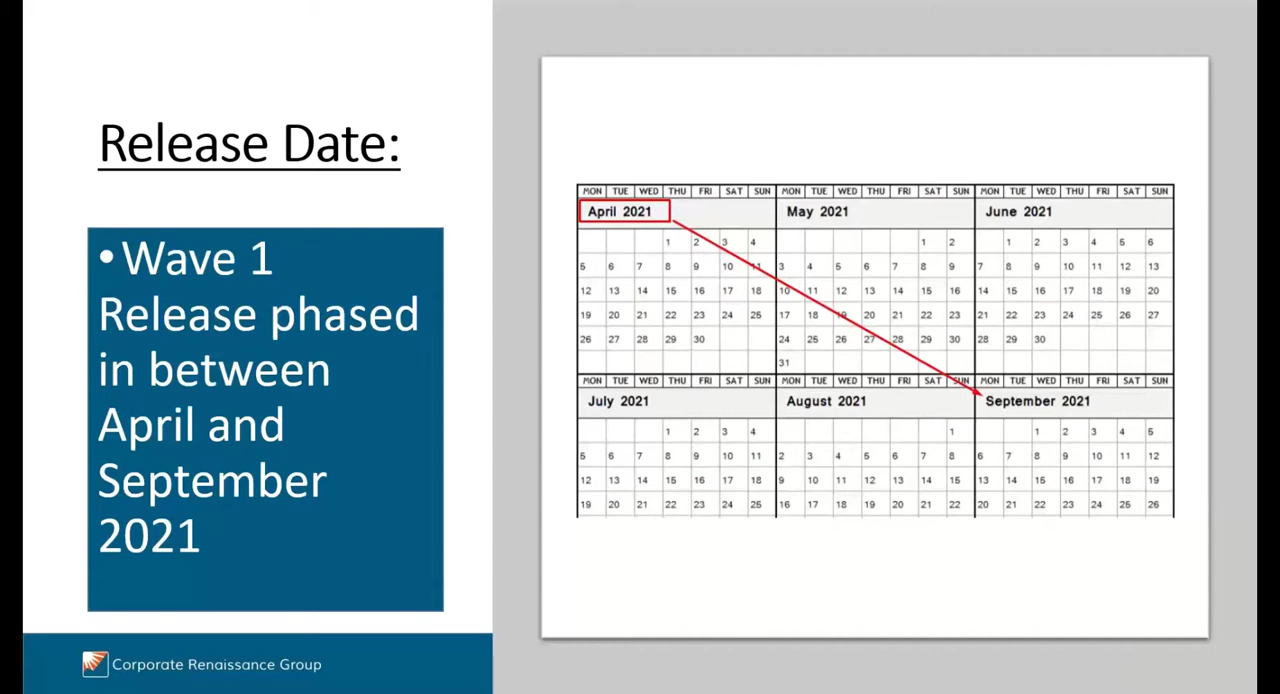 Release Date:
•Wave 1
Release phased
in between
April and
September
2021
Corporate Renaissance Group
MON TUE WED THU FRI SAT SUN MON TUE WED THU FRI SAT SUN MON TUE WED THU FRI SAT SUN
April 2021 May 2021 June 2021
1 2 3 4 1 2 1 2 3 4 5 6
5 6 7 8 9 10 11 3 4 5 6 7 8 9 7 8 9 10 11 12 13
12 13 14 15 16 17 18 10 11 12 13 14 15 16 14 15 16 17 18 19 20
19 20 21 22 23 24 25 17 18 19 20 21 22 23 21 22 23 24 25 26 27
26 27 28 29 30 24 25 26 27 28 29 30 28 29 30
31
MON TUE WED THU FRI SAT SUN MON TUE WED THU FRI SAT SUN MON TUE WED THU FRI SAT SUN
July 2021 August 2021 September 2021
1 2 3 4 1 1 2 3 4 5
5 6 7 8 9 10 11 2 3 4 5 6 7 8 6 7 8 9 10 11 12
12 13 14 15 16 17 18 9 10 11 12 13 14 15 13 14 15 16 17 18 19
19 20 21 22 23 24 25 16 17 18 19 20 21 22 20 21 22 23 24 25 26